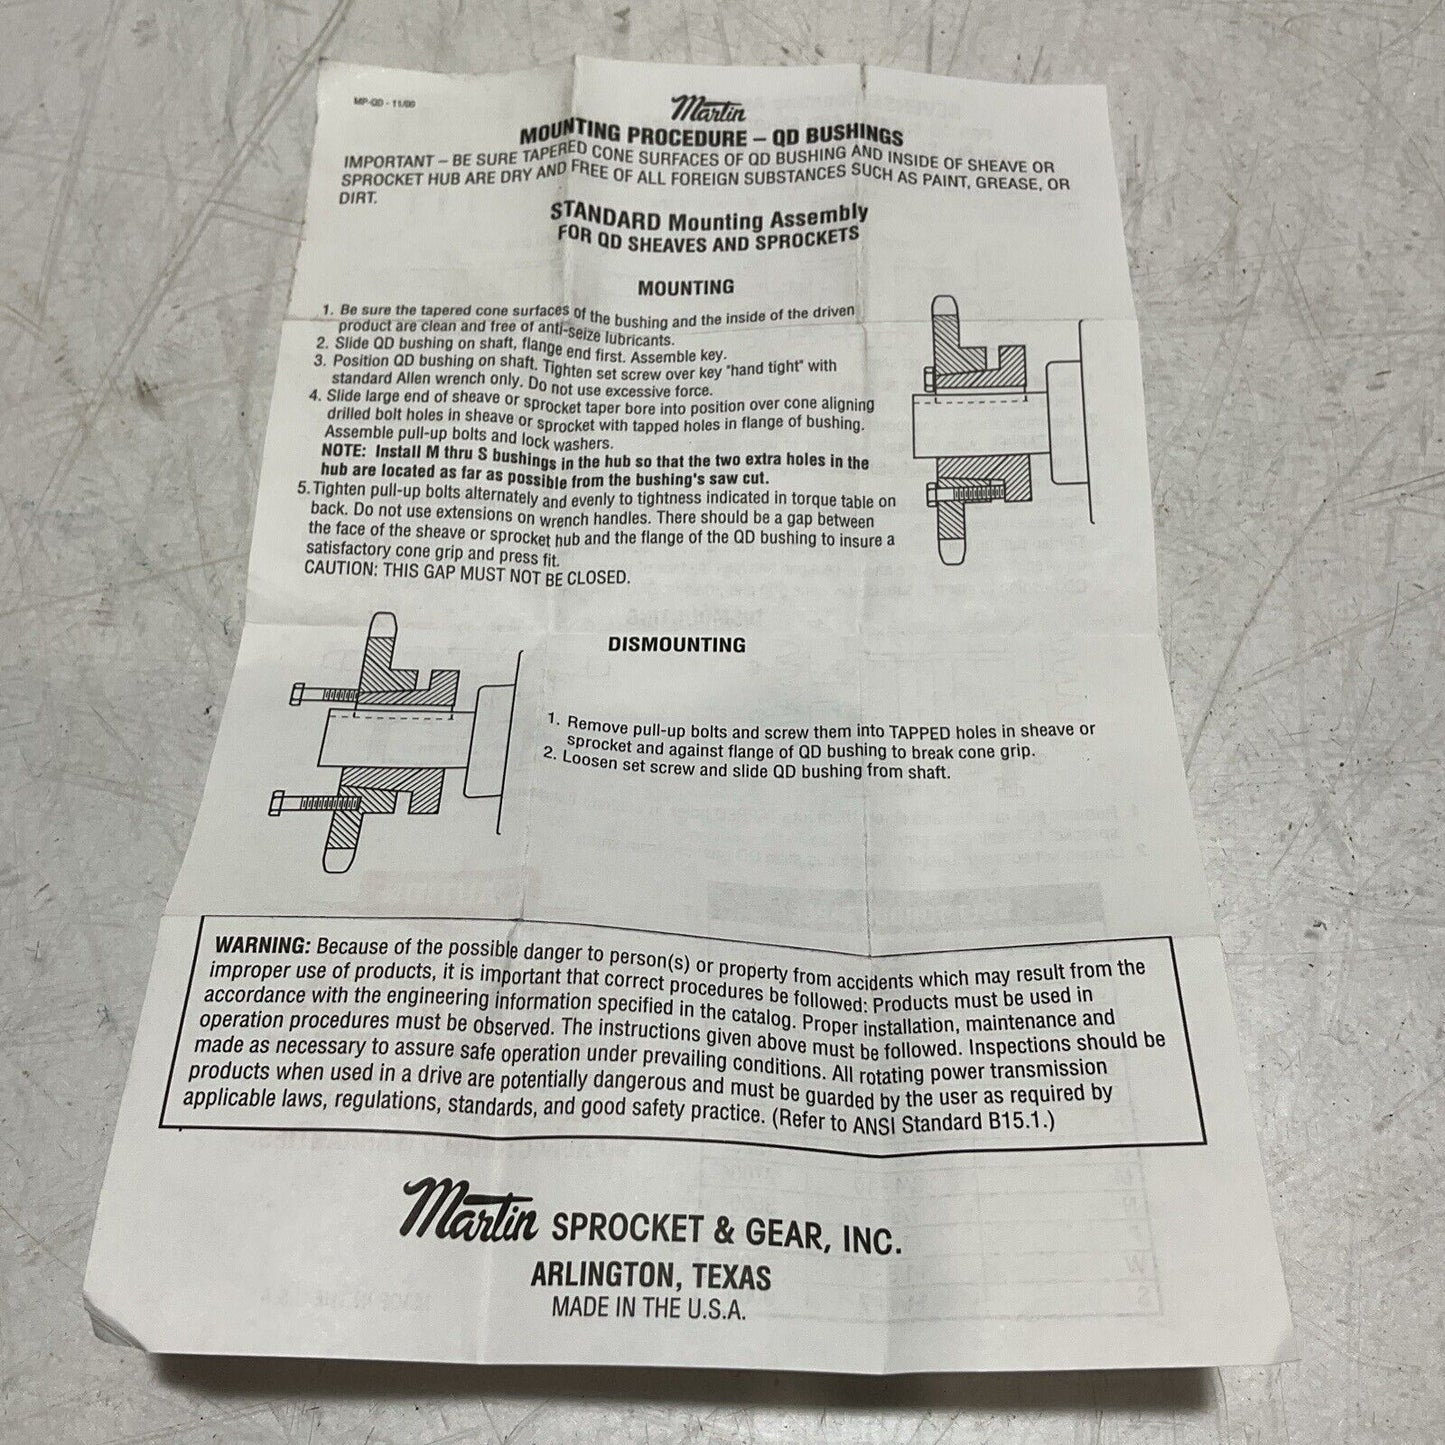 MP-QD - 11/00
Martin
MOUNTING PROCEDURE – QD BUSHINGS
IMPORTANT – BE SURE TAPERED CONE SURFACES OF QD BUSHING AND INSIDE OF SHEAVE OR
SPROCKET HUB ARE DRY AND FREE OF ALL FOREIGN SUBSTANCES SUCH AS PAINT, GREASE, OR
DIRT.
STANDARD Mounting Assembly
FOR QD SHEAVES AND SPROCKETS
MOUNTING
1. Be sure the tapered cone surfaces of the bushing and the inside of the driven
product are clean and free of anti-seize lubricants.
2. Slide QD bushing on shaft, flange end first. Assemble key.
3. Position QD bushing on shaft. Tighten set screw over key "hand tight" with
standard Allen wrench only. Do not use excessive force.
4. Slide large end of sheave or sprocket taper bore into position over cone aligning
drilled bolt holes in sheave or sprocket with tapped holes in flange of bushing.
Assemble pull-up bolts and lock washers.
NOTE: Install M thru S bushings in the hub so that the two extra holes in the
hub are located as far as possible from the bushing's saw cut.
5. Tighten pull-up bolts alternately and evenly to tightness indicated in torque table on
back. Do not use extensions on wrench handles. There should be a gap between
the face of the sheave or sprocket hub and the flange of the QD bushing to insure a
satisfactory cone grip and press fit.
CAUTION: THIS GAP MUST NOT BE CLOSED.
DISMOUNTING
1. Remove pull-up bolts and screw them into TAPPED holes in sheave or
sprocket and against flange of QD bushing to break cone grip.
2. Loosen set screw and slide QD bushing from shaft.
WARNING: Because of the possible danger to person(s) or property from accidents which may result from the
improper use of products, it is important that correct procedures be followed: Products must be used in
accordance with the engineering information specified in the catalog. Proper installation, maintenance and
operation procedures must be observed. The instructions given above must be followed. Inspections should be
made as necessary to assure safe operation under prevailing conditions. All rotating power transmission
products when used in a drive are potentially dangerous and must be guarded by the user as required by
applicable laws, regulations, standards, and good safety practice. (Refer to ANSI Standard B15.1.)
Martin SPROCKET & GEAR, INC.
ARLINGTON, TEXAS
MADE IN THE U.S.A.